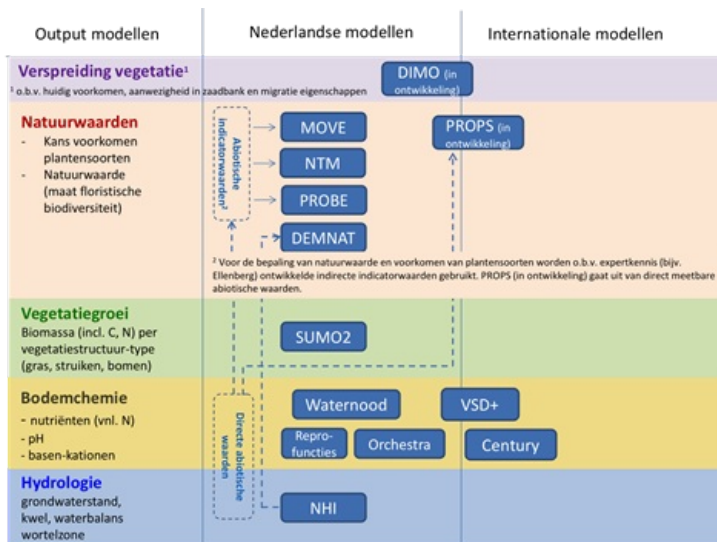 Output modellen
Nederlandse modellen
Internationale modellen
Verspreiding vegetatie¹
¹ o.b.v. huidig voorkomen, aanwezigheid in zaadbank en migratie eigenschappen
DIMO (in
ontwikkeling)
Natuurwaarden
- Kans voorkomen
plantensoorten
- Natuurwaarde
(maat floristische
biodiversiteit)
Abiotische
indicatorwaarden²
MOVE
NTM
PROBE
DEMNAT
PROPS (in
ontwikkeling)
² Voor de bepaling van natuurwaarde en voorkomen van plantensoorten worden o.b.v. expertkennis (bijv.
Ellenberg) ontwikkelde indirecte indicatorwaarden gebruikt. PROPS (in ontwikkeling) gaat uit van direct meetbare
abiotische waarden.
Vegetatiegroei
Biomassa (incl. C, N) per
vegetatiestructuur-type
(gras, struiken, bomen)
SUMO2
Bodemchemie
- nutriënten (vnl. N)
- pH
- basen-kationen
Directe abiotische
waarden
Waternood
VSD+
Repro-
functies
Orchestra
Century
Hydrologie
grondwaterstand,
kwel, waterbalans
wortelzone
NHI